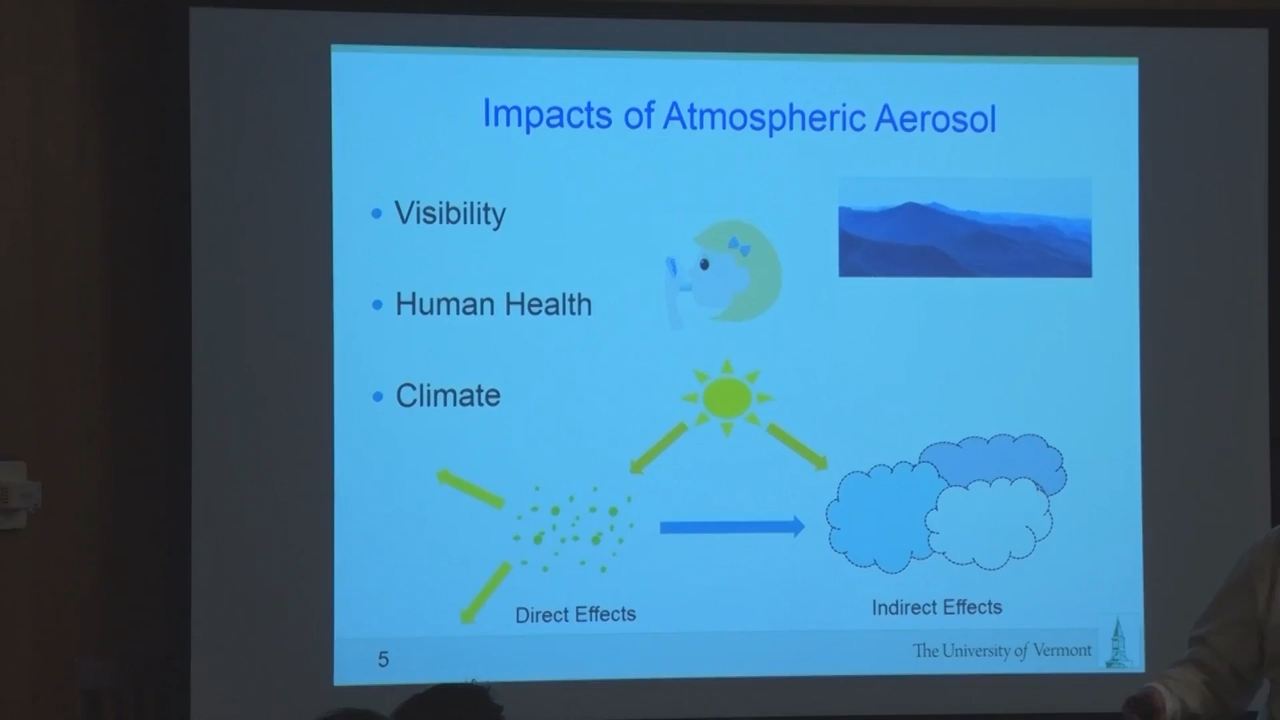 Impacts of Atmospheric Aerosol
• Visibility
• Human Health
• Climate
Direct Effects
Indirect Effects
5
The University of Vermont